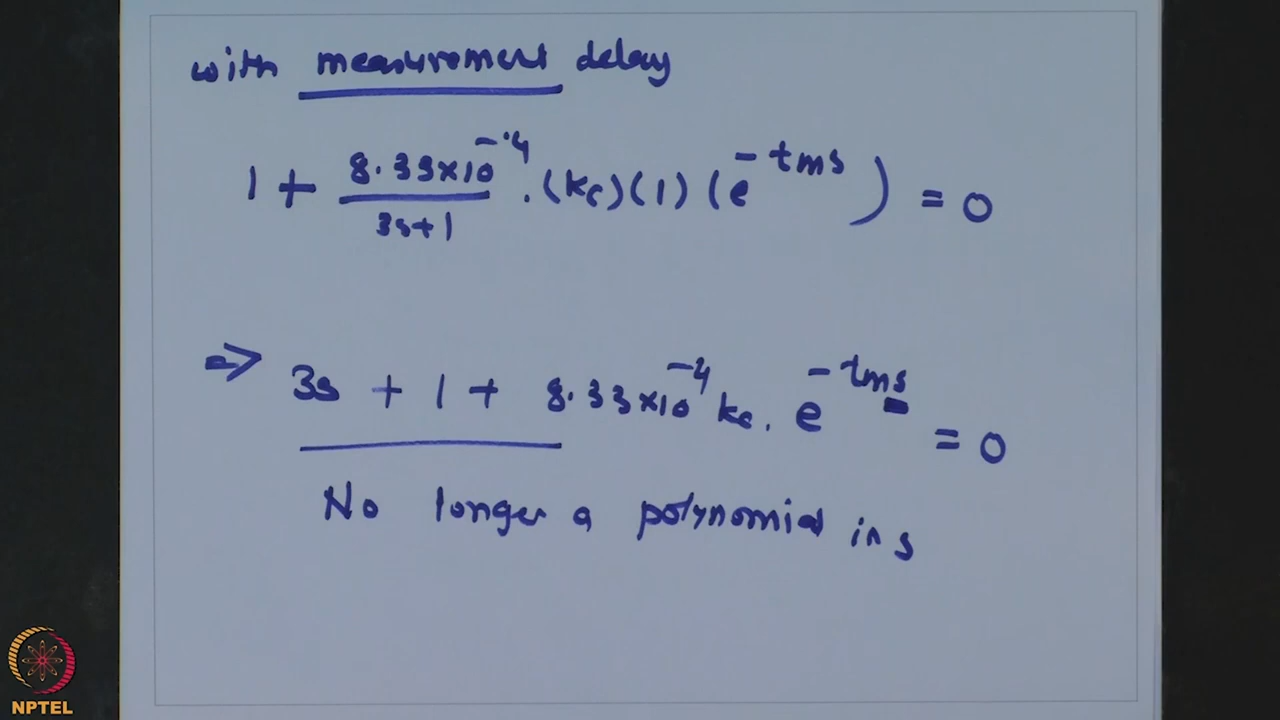 with measurement delay
1 + 8.33×10^-4 / 3s+1 . (kc)(1)(e^-tms) = 0
⇒ 3s + 1 + 8.33×10^-4 kc . e^-tms = 0
No longer a polynomial in s
NPTEL